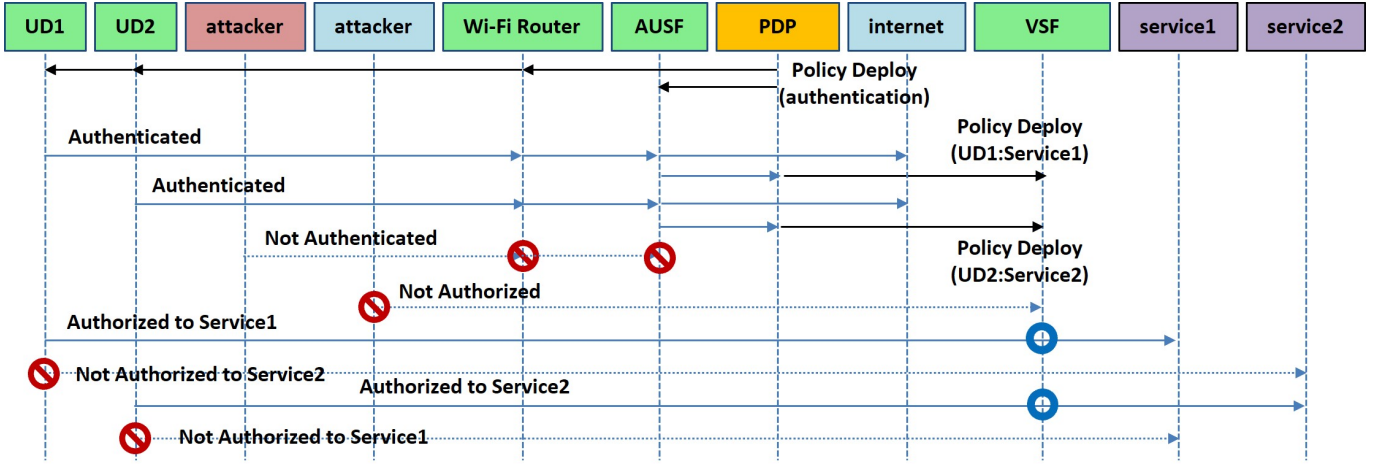 UD1
UD2
attacker
attacker
Wi-Fi Router
AUSF
PDP
internet
VSF
service1
service2
Policy Deploy
(authentication)
Authenticated
Policy Deploy
(UD1:Service1)
Authenticated
Not Authenticated
Policy Deploy
(UD2:Service2)
Not Authorized
Authorized to Service1
Not Authorized to Service2
Authorized to Service2
Not Authorized to Service1